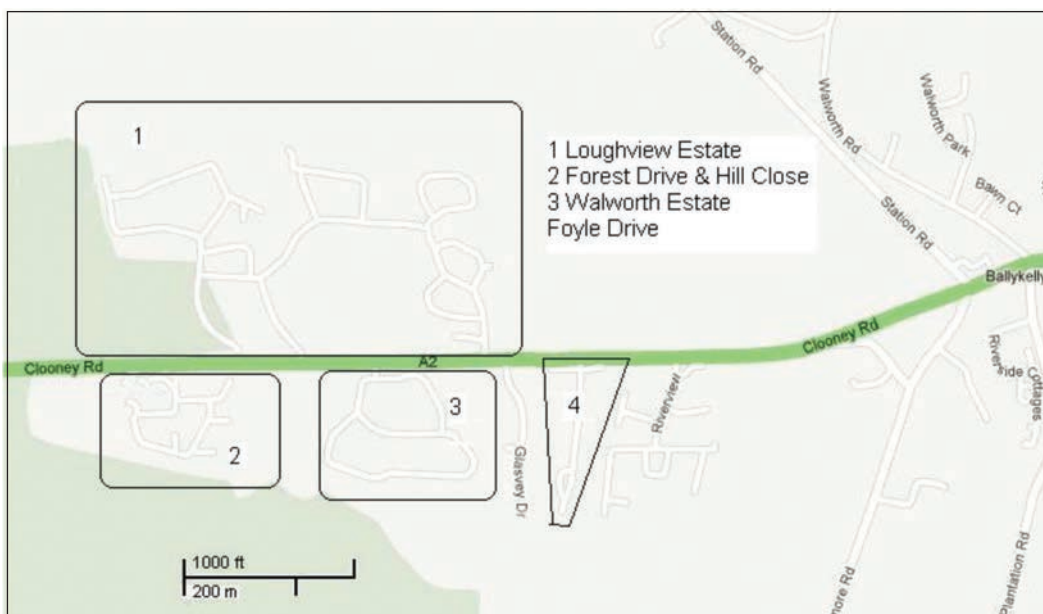 Station Rd
Walworth Rd
Walworth Park
1
1 Loughview Estate
2 Forest Drive & Hill Close
3 Walworth Estate
Foyle Drive
Bawn Ct
Station Rd
Ballykelly
Clooney Rd
A2
Clooney Rd
3
4
2
Riverview
Glasvey Dr
Cottages
1000 ft
200 m
more Rd
plantation Rd